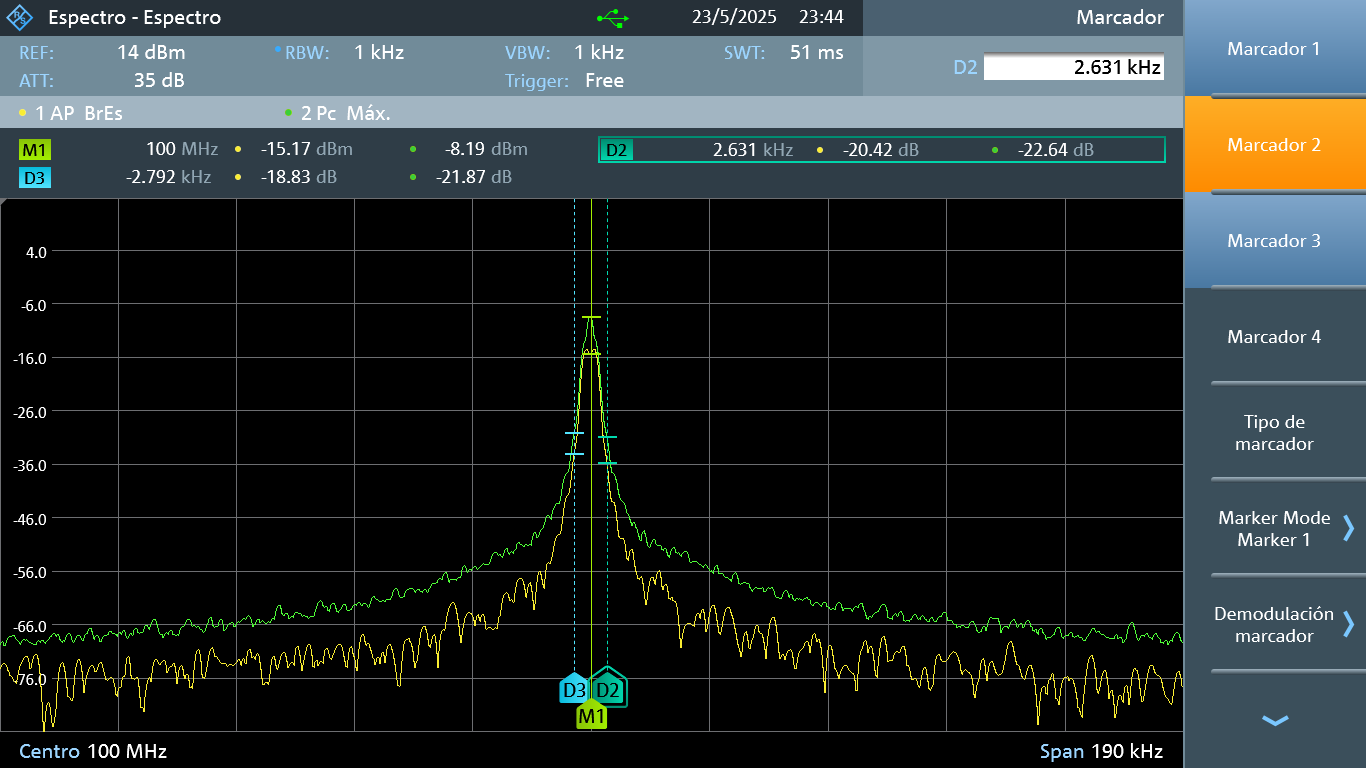 Espectro - Espectro 23/5/2025 23:44 Marcador
REF: 14 dBm RBW: 1 kHz VBW: 1 kHz SWT: 51 ms
D2 2.631 kHz
ATT: 35 dB Trigger: Free
1 AP BrEs 2 Pc Máx.
M1 100 MHz -15.17 dBm -8.19 dBm D2 2.631 kHz -20.42 dB -22.64 dB
D3 -2.792 kHz -18.83 dB -21.87 dB
4.0
-6.0
-16.0
-26.0
-36.0
-46.0
-56.0
-66.0
-76.0
D3 D2
M1
Centro 100 MHz Span 190 kHz
Marcador 1
Marcador 2
Marcador 3
Marcador 4
Tipo de
marcador
Marker Mode
Marker 1
Demodulación
marcador